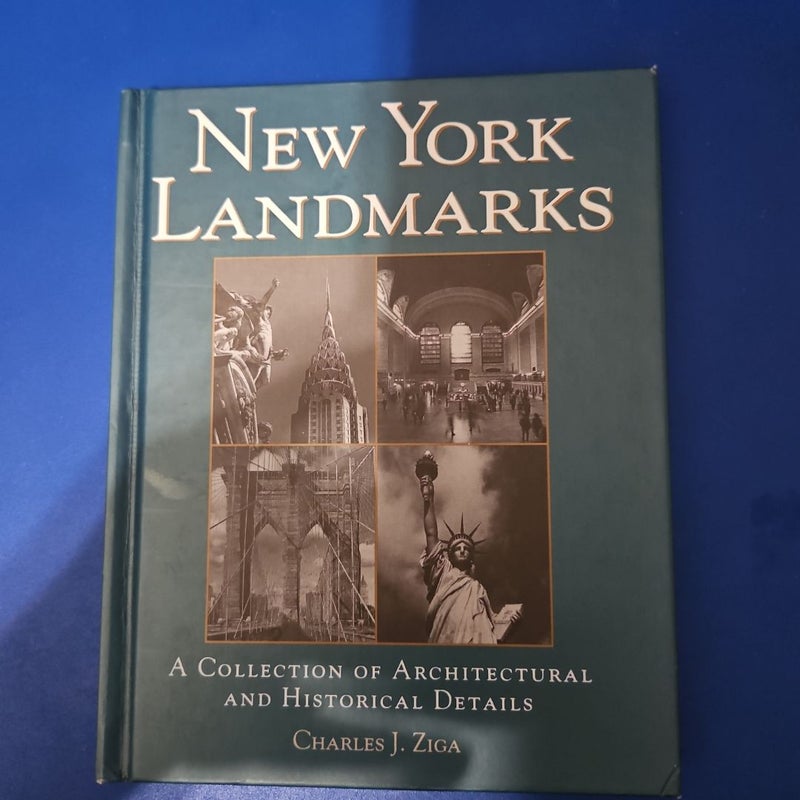 New York
Landmarks
A Collection of Architectural
and Historical Details
Charles J. Ziga